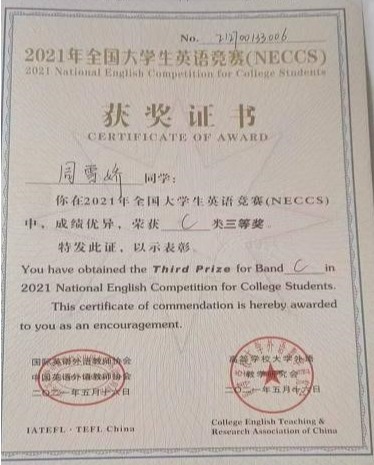 No. 212700133006
2021年全国大学生英语竞赛(NECCS)
2021 National English Competition for College Students
获奖证书
CERTIFICATE OF AWARD
周雪娇 同学:
你在2021年全国大学生英语竞赛(NECCS)
中，成绩优异，荣获 C 类三等奖。
特发此证，以示表彰。
You have obtained the Third Prize for Band C in
2021 National English Competition for College Students.
This certificate of commendation is hereby awarded
to you as an encouragement.
国际英语外语教师协会
中国英语外语教师协会
二〇二一年五月十六日
高等学校大学外语
教学研究会
二〇二一年五月十六日
IATEFL · TEFL China
College English Teaching &
Research Association of China